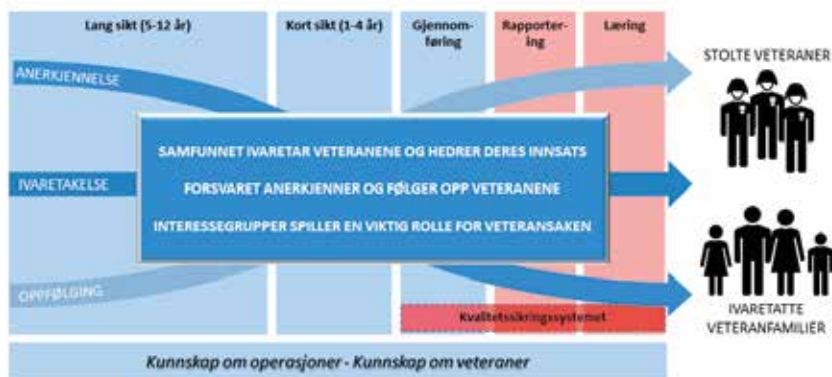 Lang sikt (5-12 år)
Kort sikt (1-4 år)
Gjennom-
føring
Rapporter-
ing
Læring
ANERKJENNELSE
IVARETAKELSE
OPPFØLGING
SAMFUNNET IVARETAR VETERANENE OG HEDRER DERES INNSATS
FORSVARET ANERKJENNER OG FØLGER OPP VETERANENE
INTERESSEGRUPPER SPILLER EN VIKTIG ROLLE FOR VETERANSAKEN
Kvalitetssikringssystemet
Kunnskap om operasjoner - Kunnskap om veteraner
STOLTE VETERANER
IVARETATTE
VETERANFAMILIER